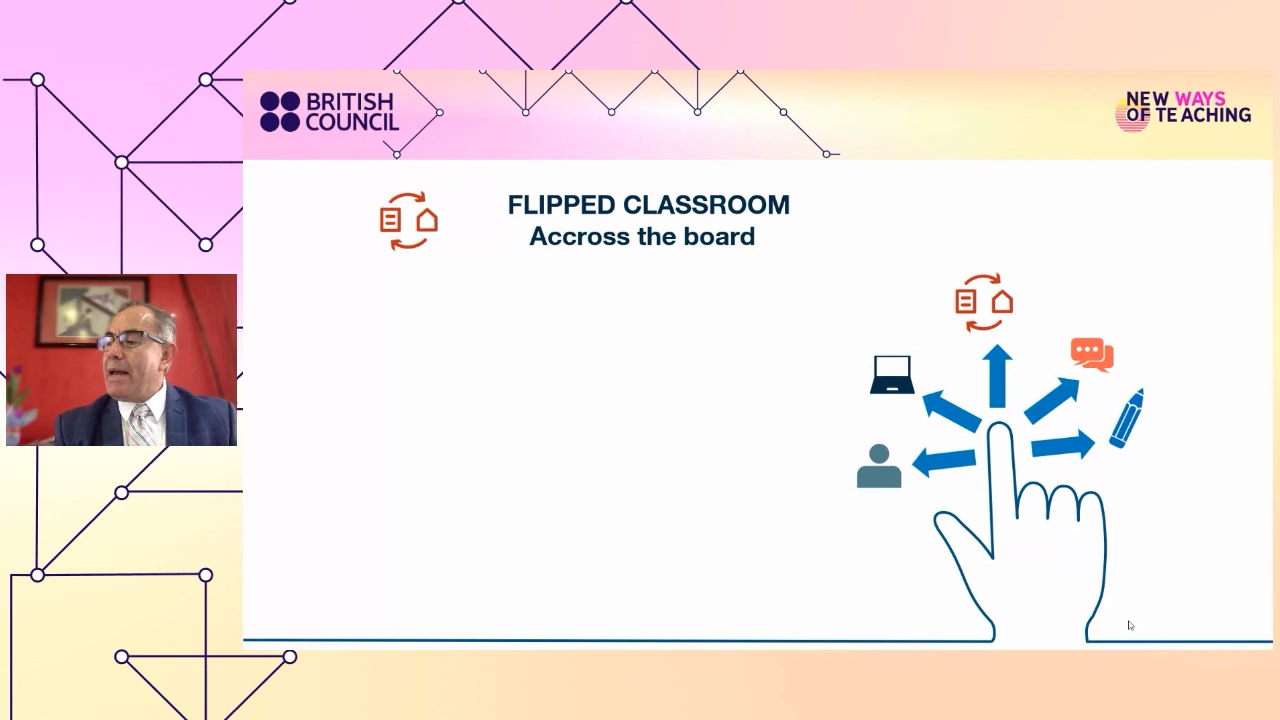 BRITISH
COUNCIL
NEW WAYS
OF TEACHING
FLIPPED CLASSROOM
Accross the board